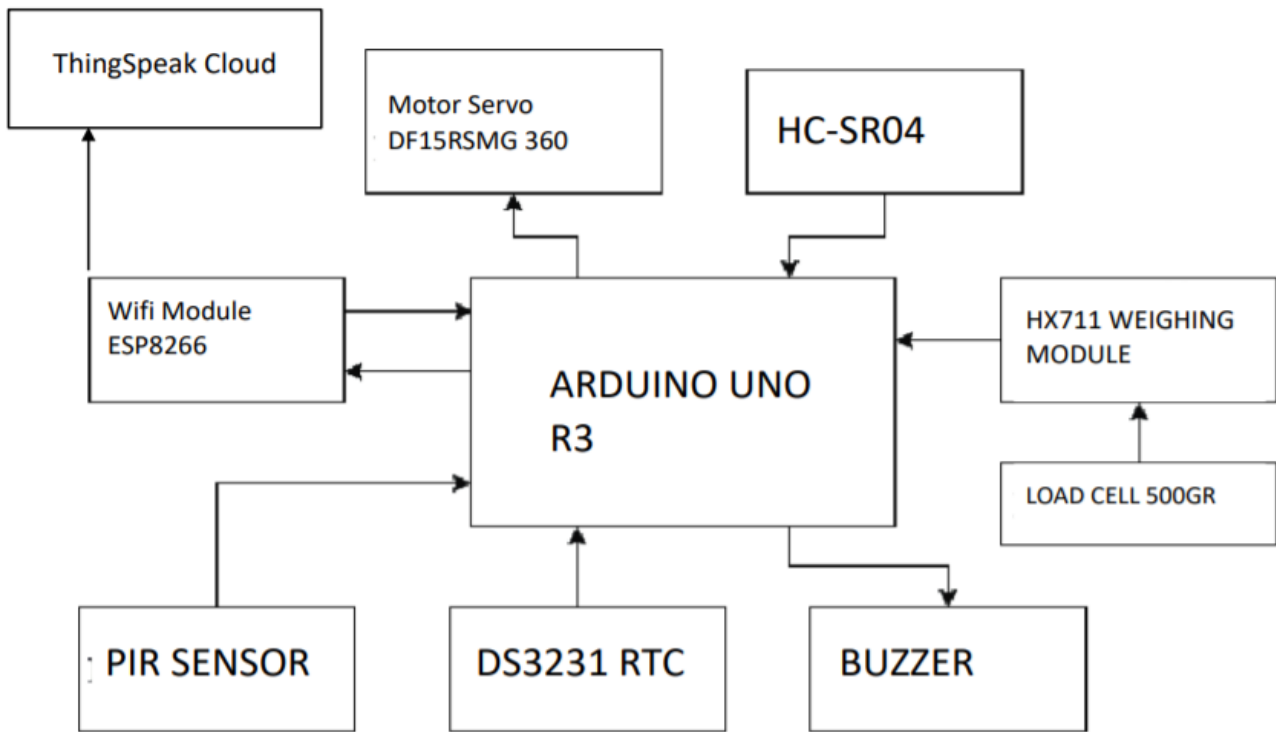 ThingSpeak Cloud
Motor Servo
DF15RSMG 360
HC-SR04
Wifi Module
ESP8266
ARDUINO UNO
R3
HX711 WEIGHING
MODULE
LOAD CELL 500GR
PIR SENSOR
DS3231 RTC
BUZZER